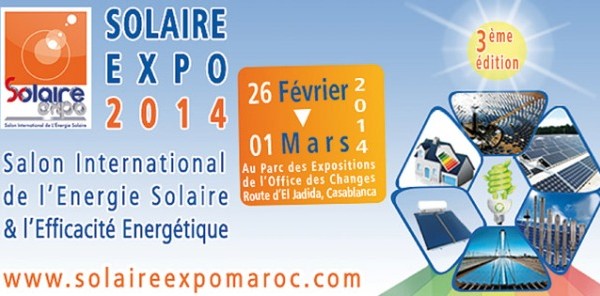 Solaire
expo
Salon International de l'Energie Solaire
SOLAIRE
EXPO
2014
Salon International
de l'Energie Solaire
& l'Efficacité Energétique
www.solaireexpomaroc.com
26 Février
01 Mars
2014
Au Parc des Expositions
de l'Office des Changes
Route d'El Jadida, Casablanca
3ème
édition